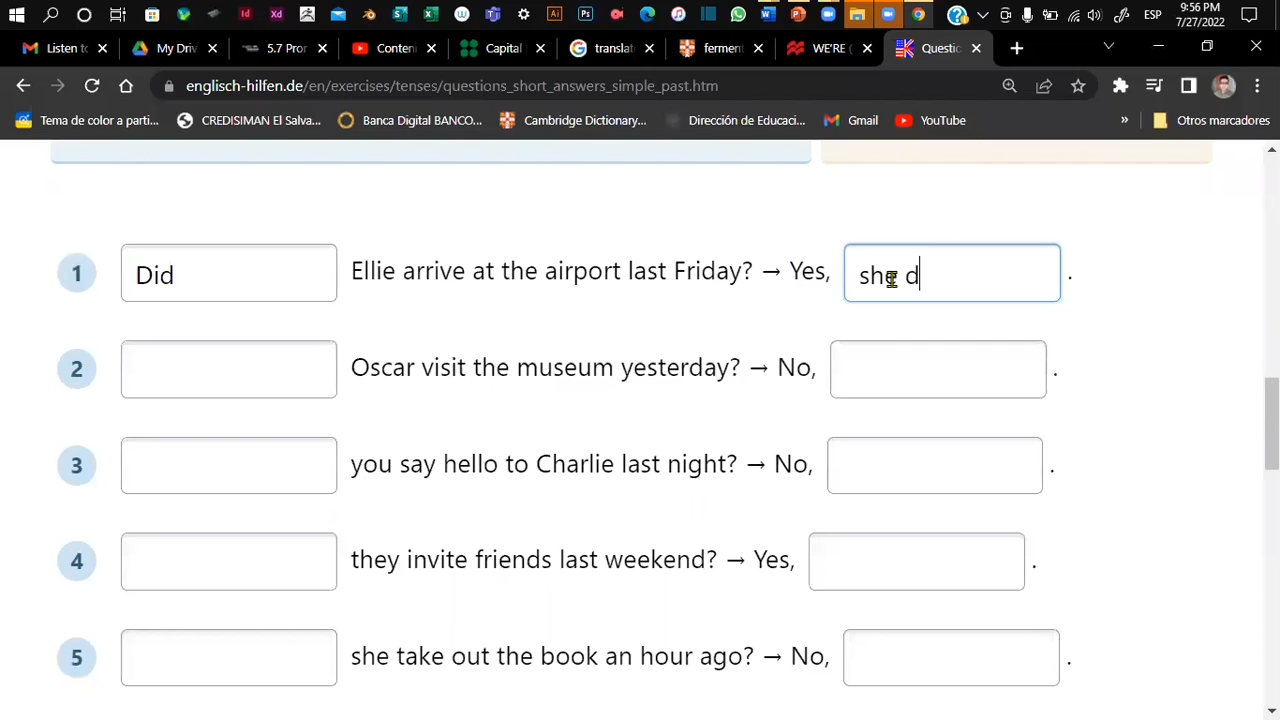 9:56 PM
ESP
7/27/2022
Listen to
My Driv
5.7 Pror
Conteni
Capital
translat
ferment
WE'RE (
Questic
englisch-hilfen.de/en/exercises/tenses/questions_short_answers_simple_past.htm
Tema de color a parti...
CREDISIMAN El Salva...
Banca Digital BANCO...
Cambridge Dictionary...
Dirección de Educaci...
Gmail
YouTube
»
Otros marcadores
1 Did Ellie arrive at the airport last Friday? → Yes, she d .
2 Oscar visit the museum yesterday? → No, .
3 you say hello to Charlie last night? → No, .
4 they invite friends last weekend? → Yes, .
5 she take out the book an hour ago? → No, .